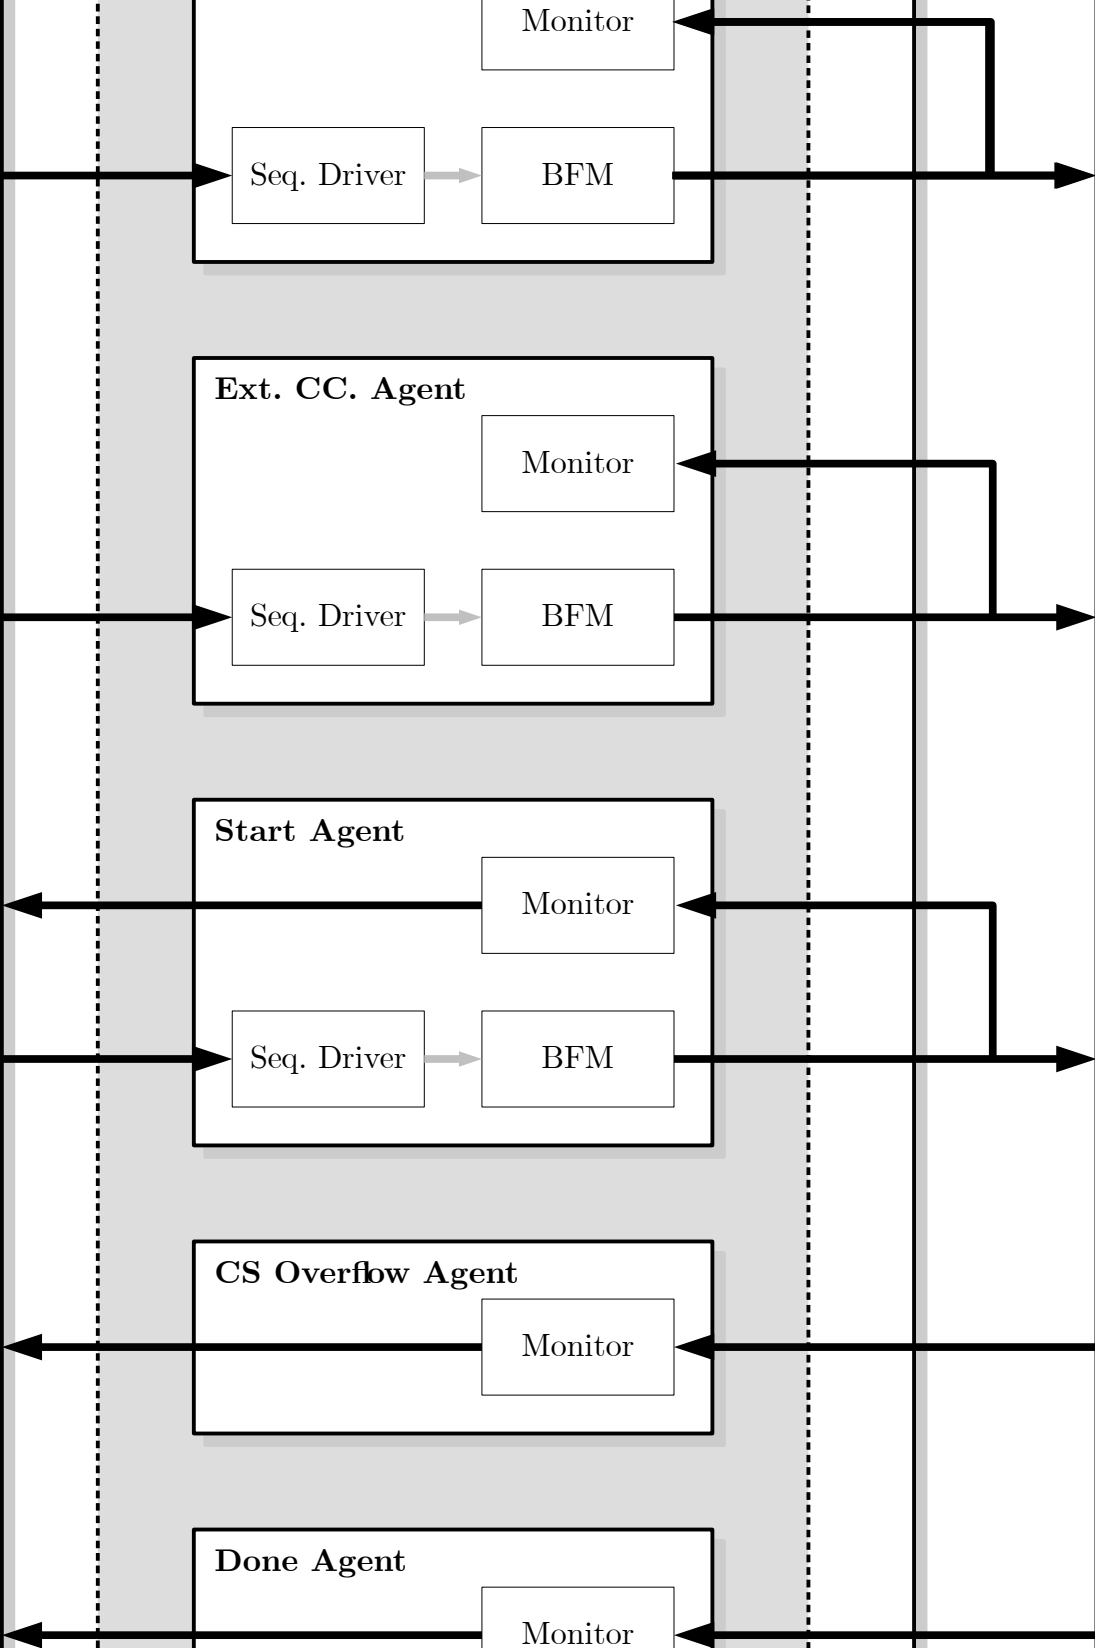 Monitor
Seq. Driver
BFM
Ext. CC. Agent
Monitor
Seq. Driver
BFM
Start Agent
Monitor
Seq. Driver
BFM
CS Overflow Agent
Monitor
Done Agent
Monitor